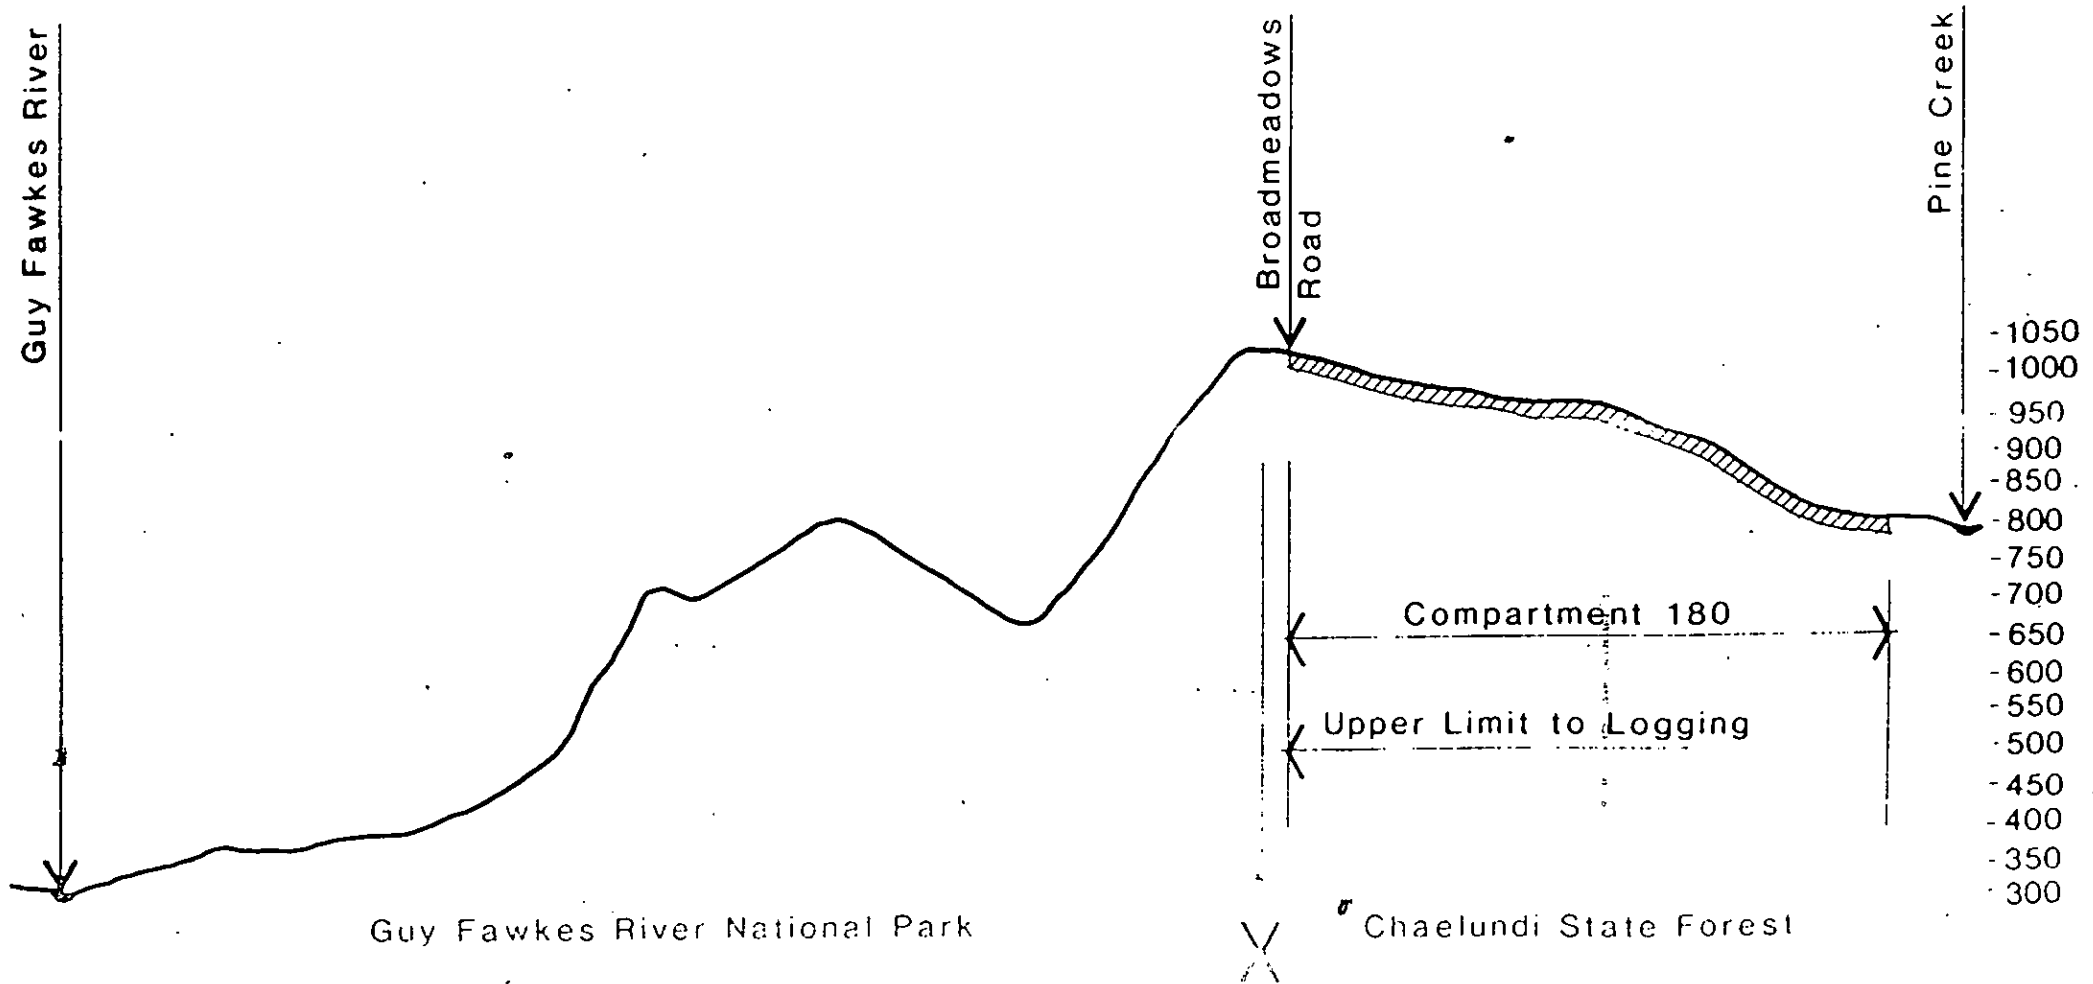 Guy Fawkes River
Broadmeadows
Road
Pine Creek
-1050
-1000
-950
-900
-850
-800
-750
-700
-650
-600
-550
-500
-450
-400
-350
-300
Compartment 180
Upper Limit to Logging
Guy Fawkes River National Park
Chaelundi State Forest